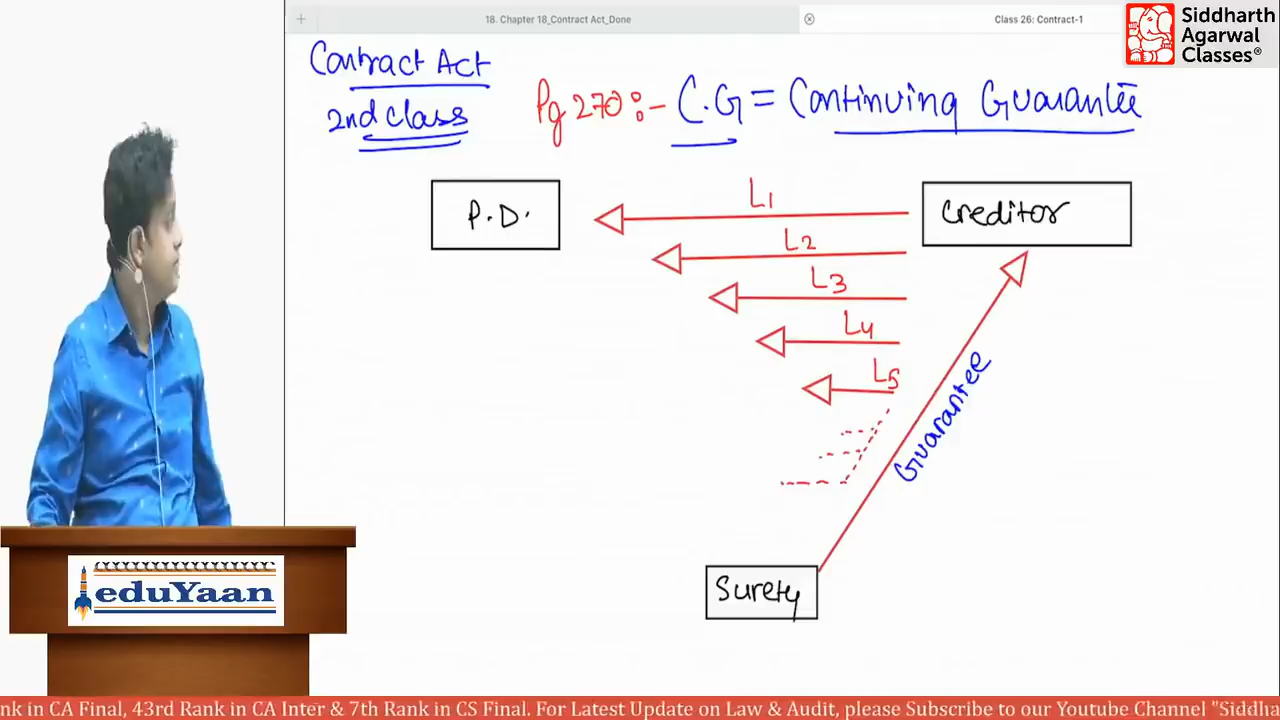 18. Chapter 18_Contract Act_Done
Class 26: Contract-1
Siddharth
Agarwal
Classes®
Contract Act
2nd class
Pg 270:- C.G = Continuing Guarantee
P.D.
Creditor
L1
L2
L3
L4
L5
Guarantee
Surety
eduYaan
nk in CA Final, 43rd Rank in CA Inter & 7th Rank in CS Final. For Latest Update on Law & Audit, please Subscribe to our Youtube Channel "Siddha